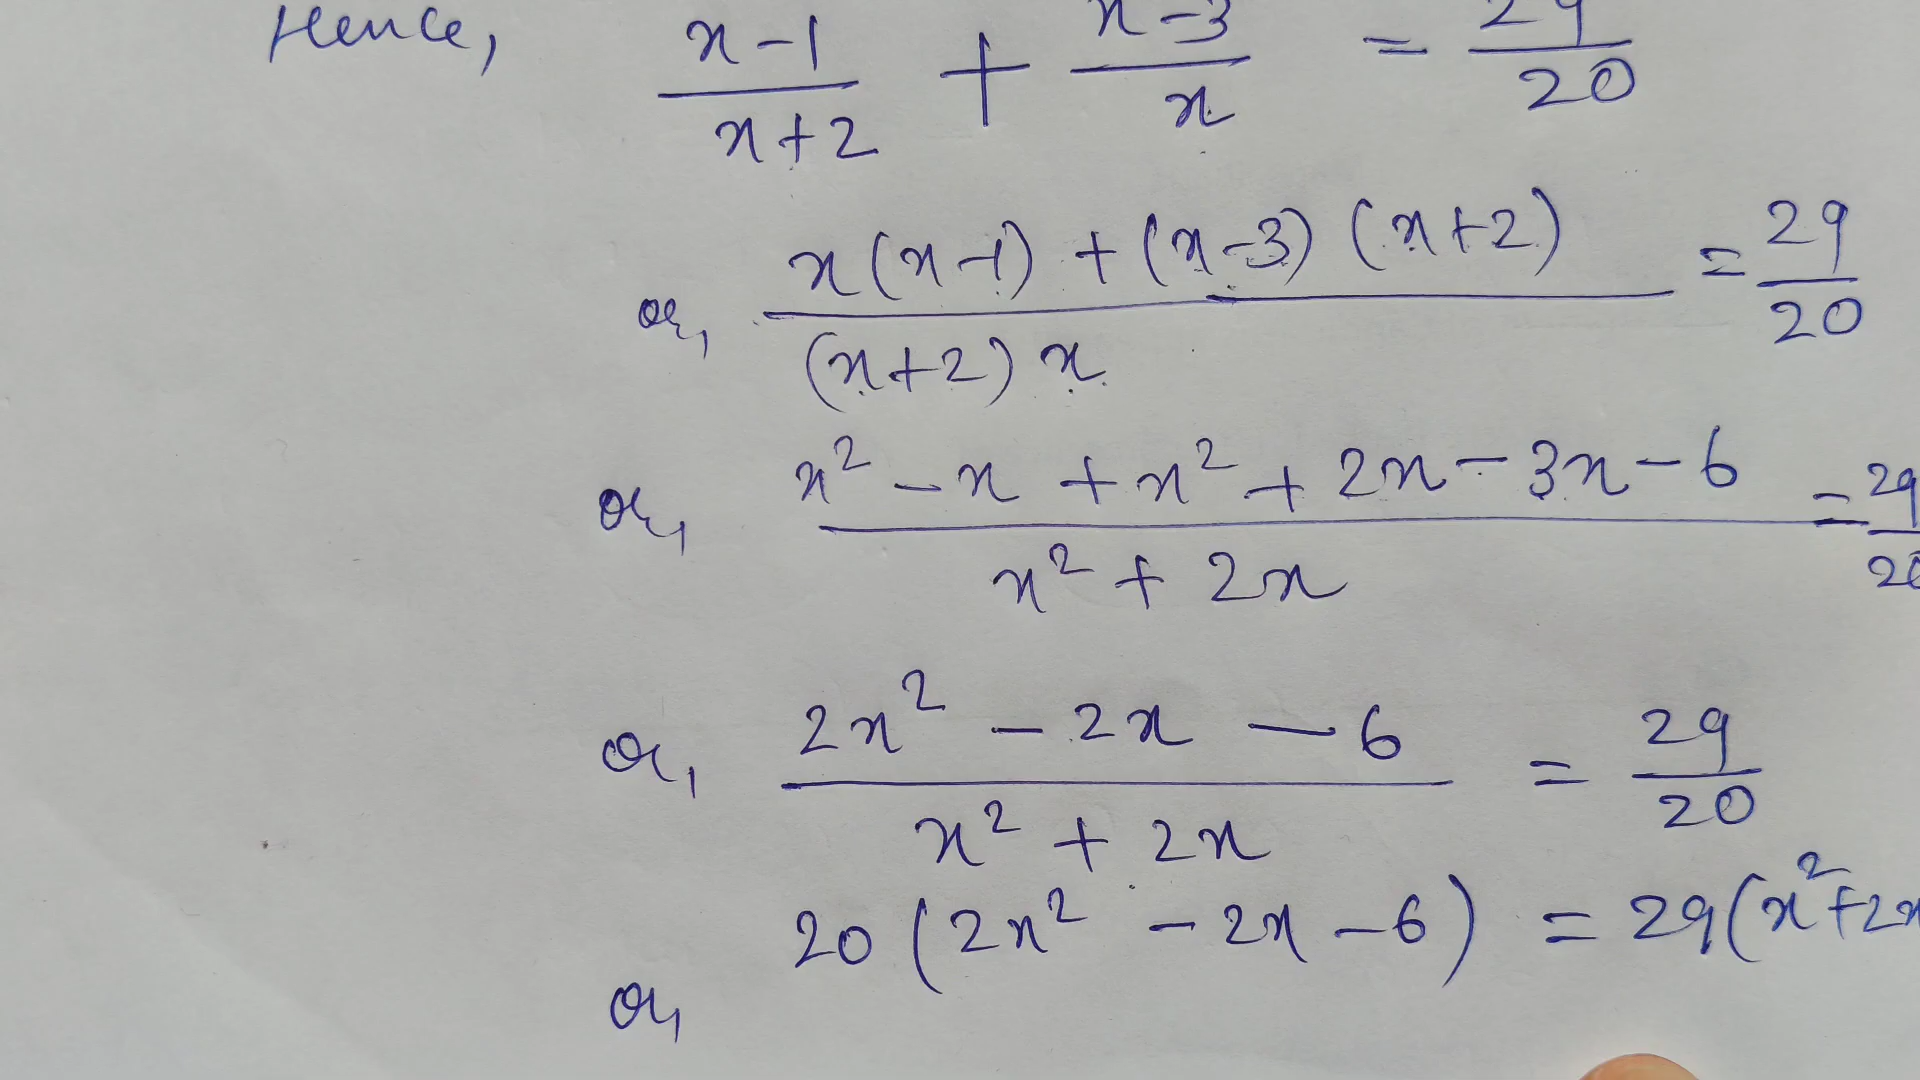 Hence, (x-1)/(x+2) + (x-3)/x = 29/20
or, (x(x-1) + (x-3)(x+2))/((x+2)x) = 29/20
or, (x² - x + x² + 2x - 3x - 6)/(x² + 2x) = 29/20
or, (2x² - 2x - 6)/(x² + 2x) = 29/20
or, 20(2x² - 2x - 6) = 29(x² + 2x